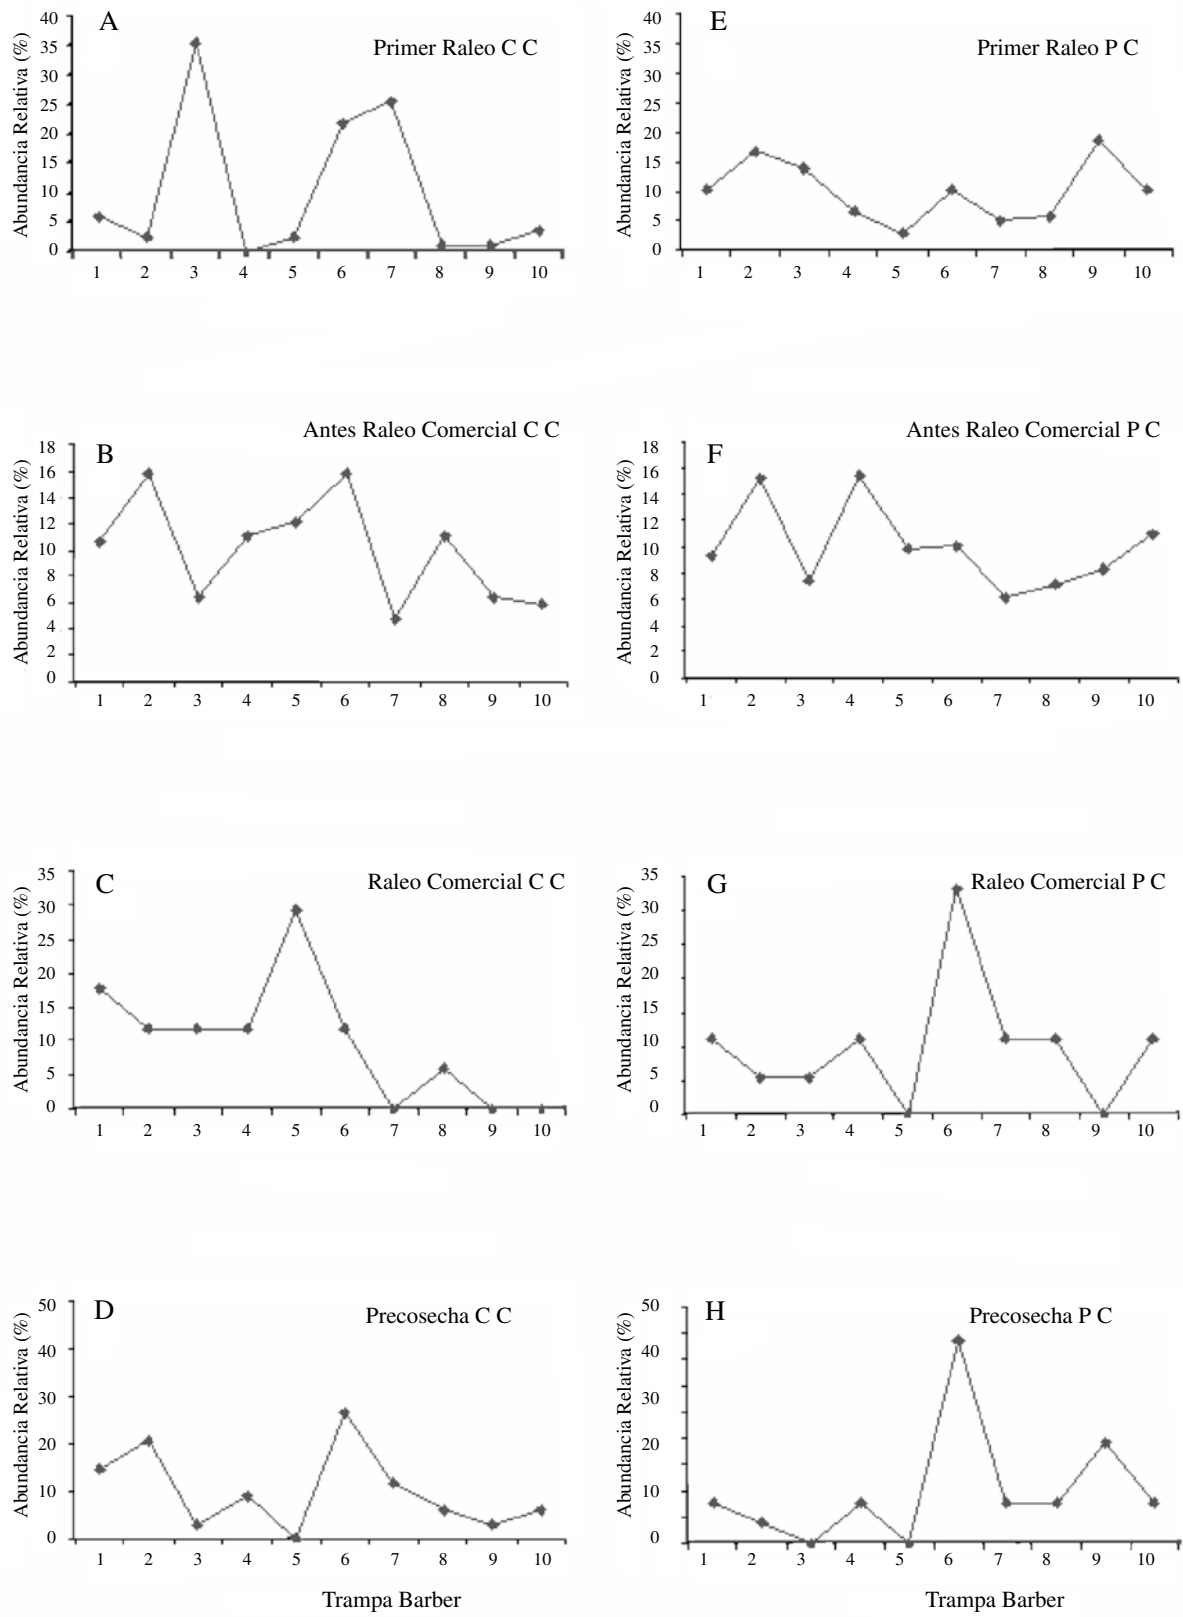 A
Primer Raleo C C
Abundancia Relativa (%)
40
35
30
25
20
15
10
5
0
1 2 3 4 5 6 7 8 9 10
E
Primer Raleo P C
Abundancia Relativa (%)
40
35
30
25
20
15
10
5
0
1 2 3 4 5 6 7 8 9 10
Antes Raleo Comercial C C
B
Abundancia Relativa (%)
18
16
14
12
10
8
6
4
2
0
1 2 3 4 5 6 7 8 9 10
Antes Raleo Comercial P C
F
Abundancia Relativa (%)
18
16
14
12
10
8
6
4
2
0
1 2 3 4 5 6 7 8 9 10
C
Raleo Comercial C C
Abundancia Relativa (%)
35
30
25
20
15
10
5
0
1 2 3 4 5 6 7 8 9 10
G
Raleo Comercial P C
Abundancia Relativa (%)
35
30
25
20
15
10
5
0
1 2 3 4 5 6 7 8 9 10
D
Precosecha C C
Abundancia Relativa (%)
50
40
30
20
10
0
1 2 3 4 5 6 7 8 9 10
Trampa Barber
H
Precosecha P C
Abundancia Relativa (%)
50
40
30
20
10
0
1 2 3 4 5 6 7 8 9 10
Trampa Barber